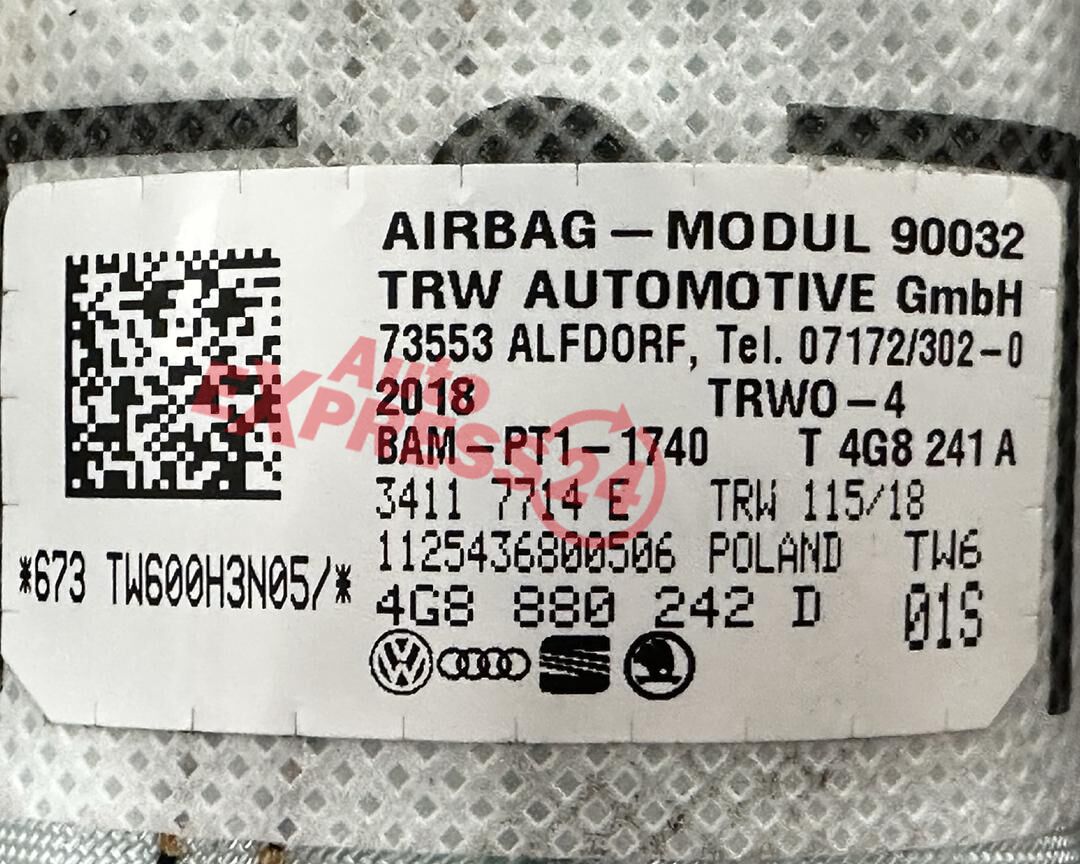 AIRBAG – MODUL 90032
TRW AUTOMOTIVE GmbH
73553 ALFDORF, Tel. 07172/302-0
2018 TRWO-4
BAM-PT1-1740 T 4G8 241 A
3411 7714 E TRW 115/18
1125436800506 POLAND TW6
*673 TW600H3N05/*
4G8 880 242 D 01S
Auto
EXPRESS24